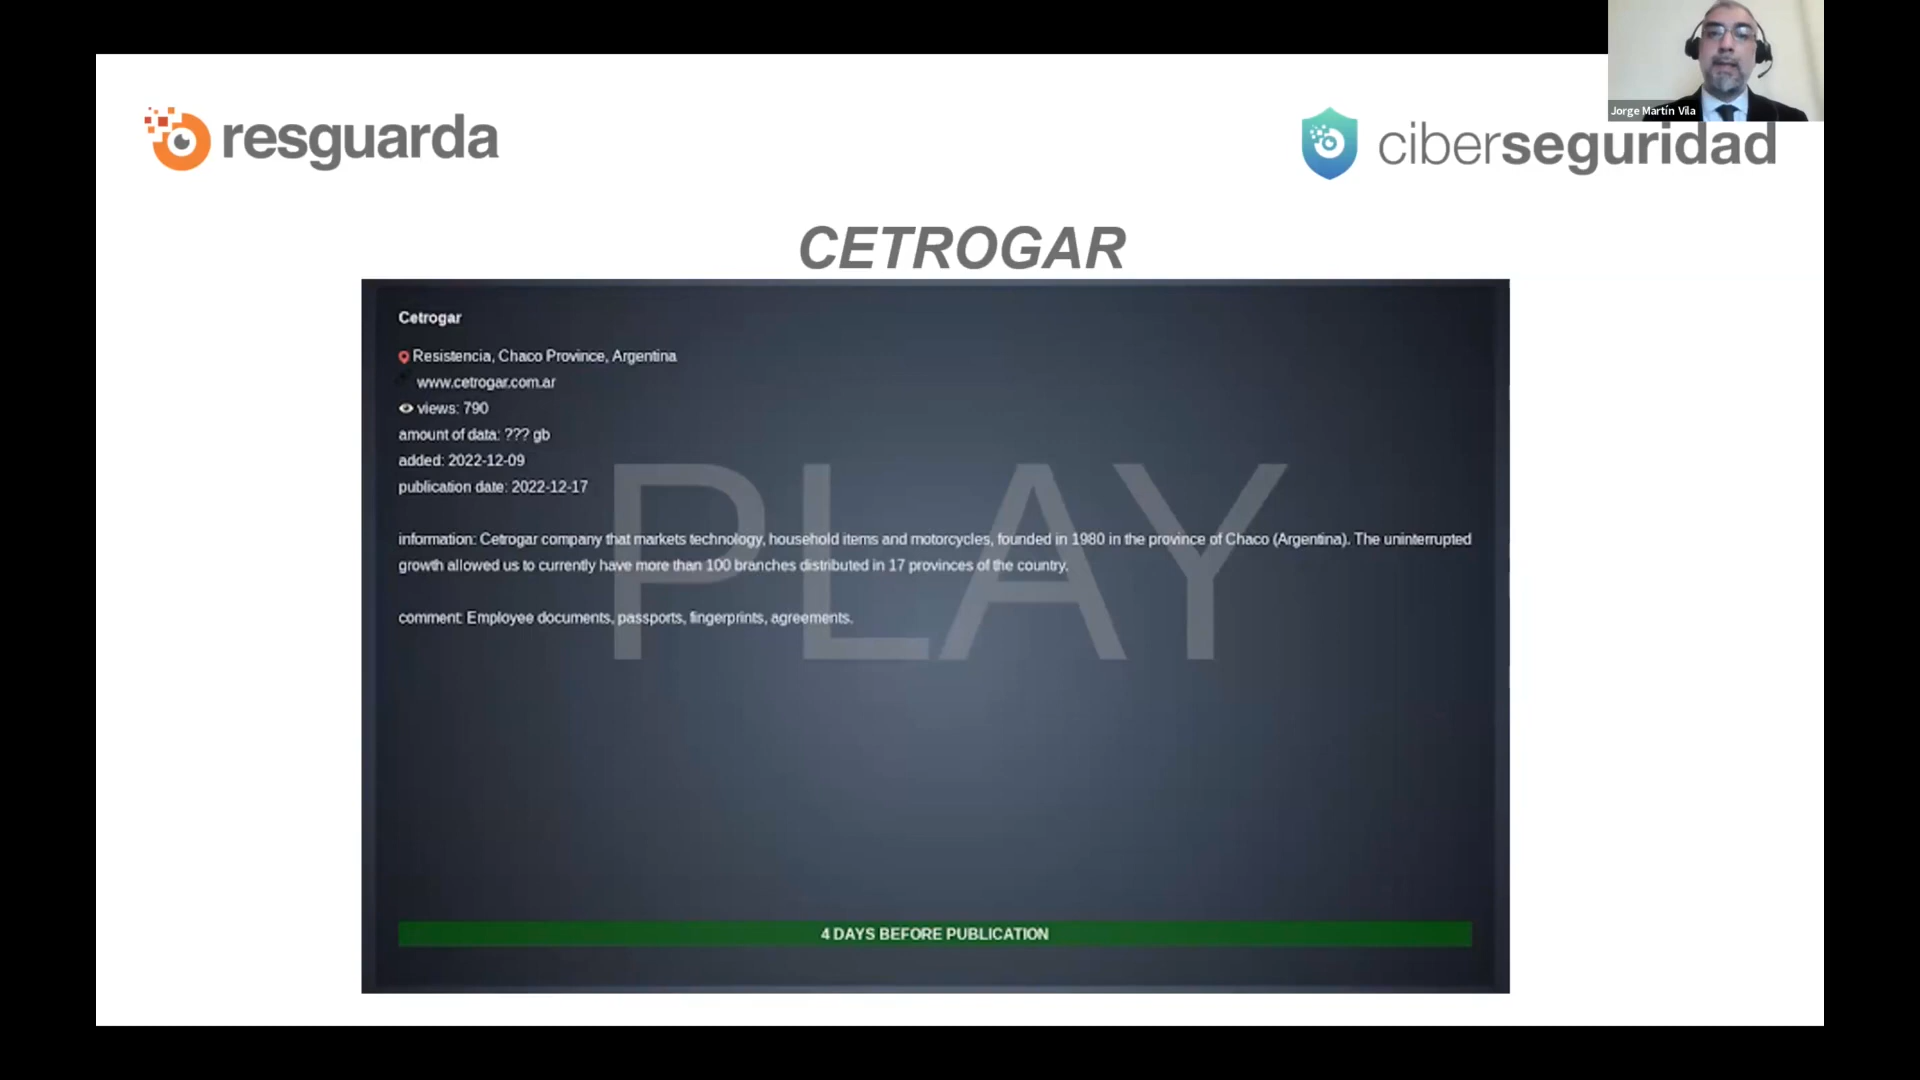 resguarda
ciberseguridad
Jorge Martín Vila
CETROGAR
Cetrogar
Resistencia, Chaco Province, Argentina
www.cetrogar.com.ar
views: 790
amount of data: ??? gb
added: 2022-12-09
publication date: 2022-12-17
PLAY
information: Cetrogar company that markets technology, household items and motorcycles, founded in 1980 in the province of Chaco (Argentina). The uninterrupted
growth allowed us to currently have more than 100 branches distributed in 17 provinces of the country.
comment: Employee documents, passports, fingerprints, agreements.
4 DAYS BEFORE PUBLICATION